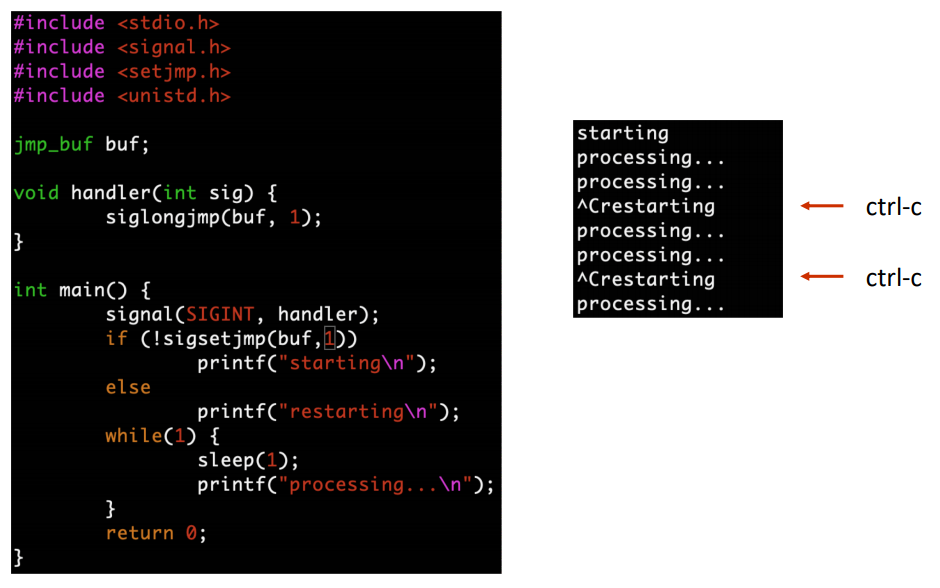 #include <stdio.h>
#include <signal.h>
#include <setjmp.h>
#include <unistd.h>
jmp_buf buf;
void handler(int sig) {
siglongjmp(buf, 1);
}
int main() {
signal(SIGINT, handler);
if (!sigsetjmp(buf,1))
printf("starting\n");
else
printf("restarting\n");
while(1) {
sleep(1);
printf("processing...\n");
}
return 0;
}
starting
processing...
processing...
^Crestarting
processing...
processing...
^Crestarting
processing...
ctrl-c
ctrl-c